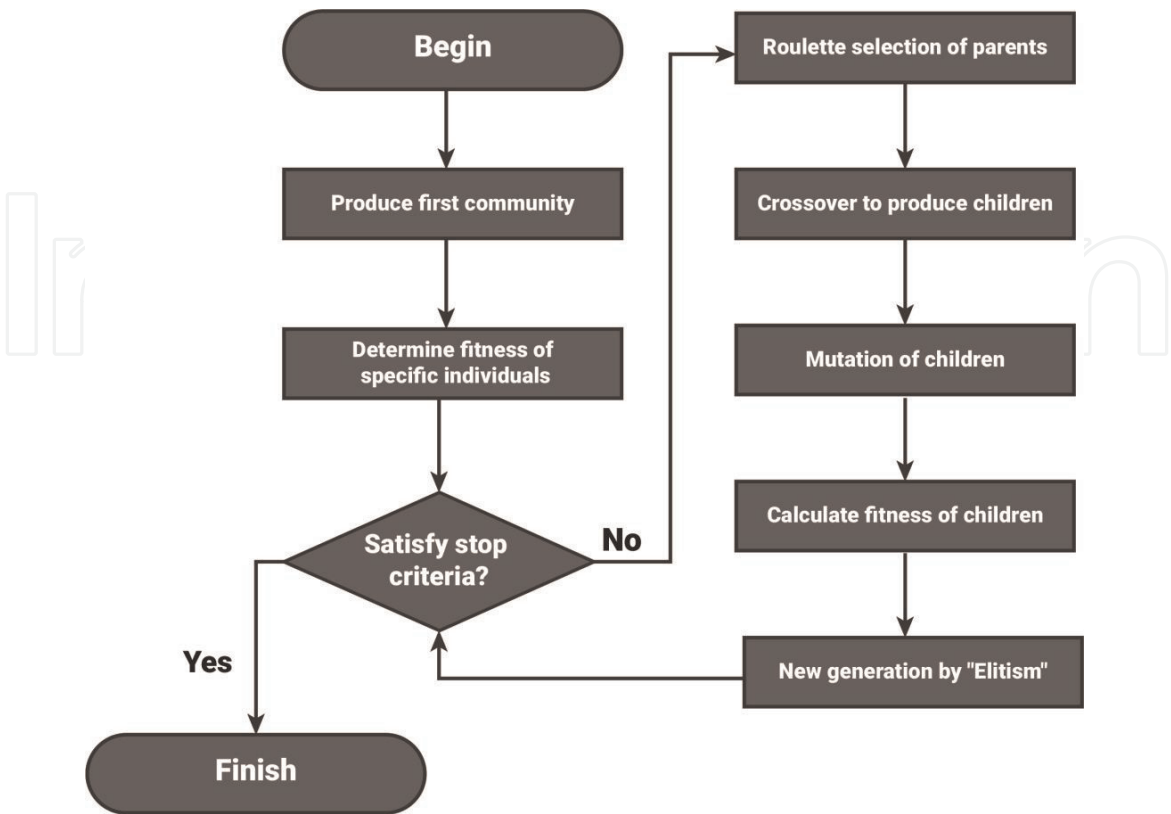 Begin
Produce first community
Determine fitness of
specific individuals
Satisfy stop
criteria?
No
Yes
Finish
Roulette selection of parents
Crossover to produce children
Mutation of children
Calculate fitness of children
New generation by "Elitism"